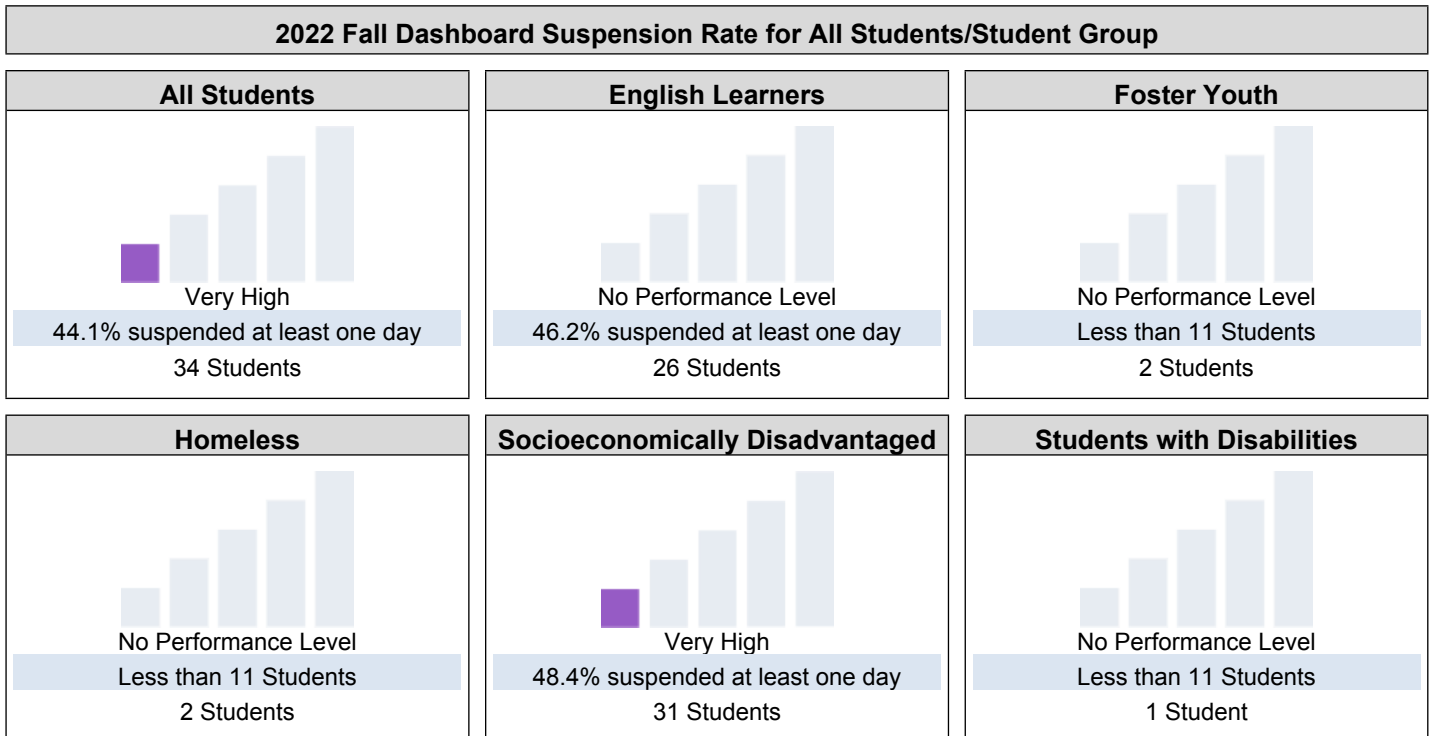 2022 Fall Dashboard Suspension Rate for All Students/Student Group
All Students
Very High
44.1% suspended at least one day
34 Students
English Learners
No Performance Level
46.2% suspended at least one day
26 Students
Foster Youth
No Performance Level
Less than 11 Students
2 Students
Homeless
No Performance Level
Less than 11 Students
2 Students
Socioeconomically Disadvantaged
Very High
48.4% suspended at least one day
31 Students
Students with Disabilities
No Performance Level
Less than 11 Students
1 Student